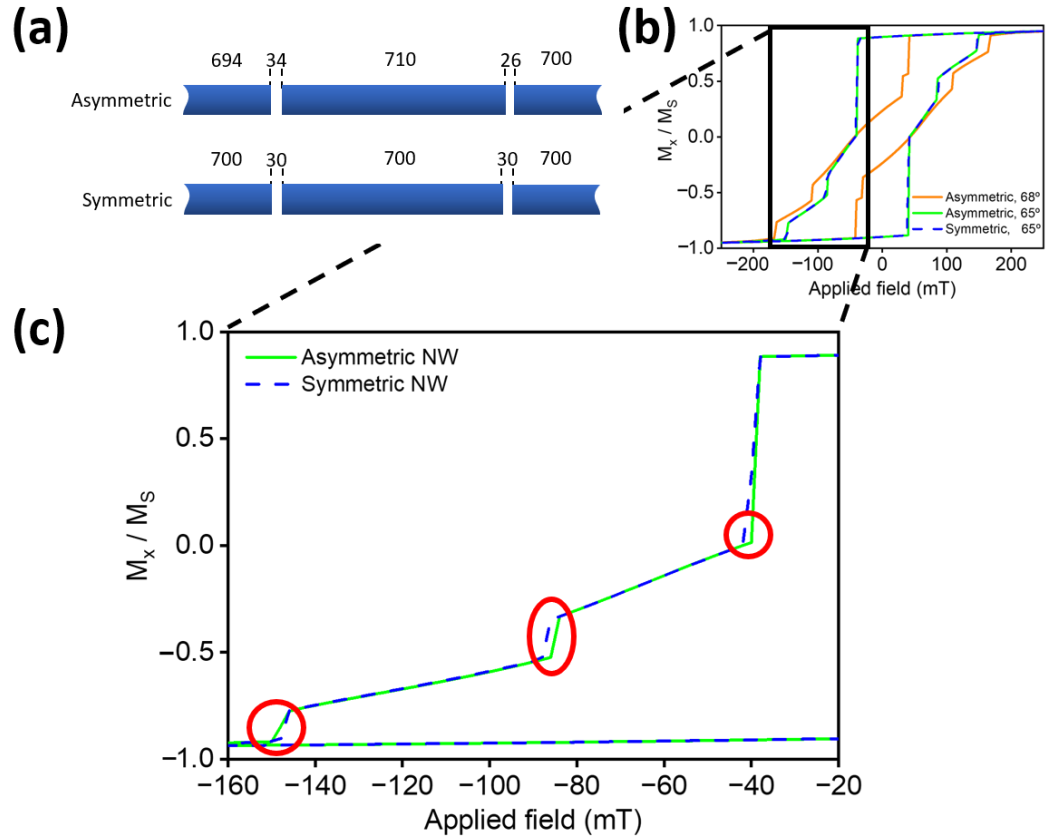 (a)
694 34 710 26 700
Asymmetric
700 30 700 30 700
Symmetric
(b)
1.0
0.5
0.0
−0.5
−1.0
Mx / MS
Asymmetric, 68º
Asymmetric, 65º
Symmetric, 65º
−200 −100 0 100 200
Applied field (mT)
(c)
1.0
0.5
0.0
−0.5
−1.0
Mx / MS
Asymmetric NW
Symmetric NW
−160 −140 −120 −100 −80 −60 −40 −20
Applied field (mT)